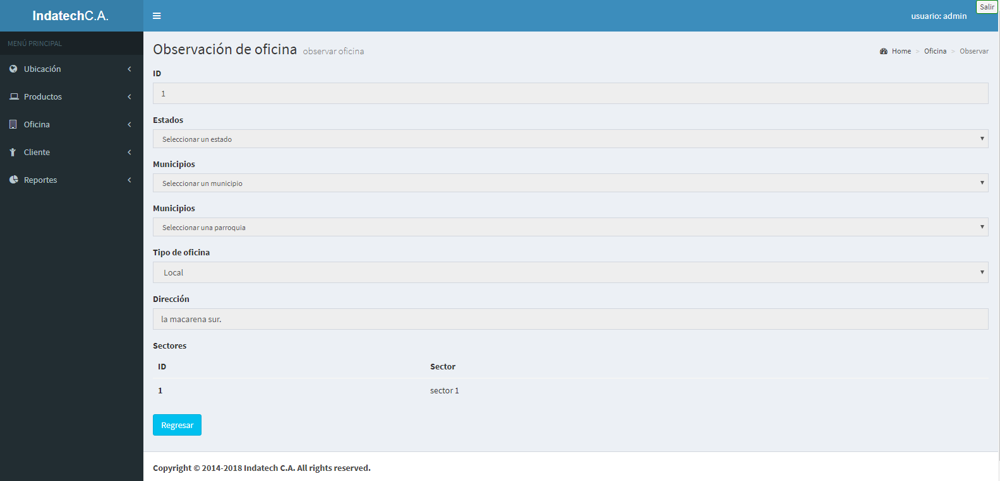 IndatechC.A.
usuario: admin
Salir
MENÚ PRINCIPAL
Ubicación
Productos
Oficina
Cliente
Reportes
Observación de oficina observar oficina
Home > Oficina > Observar
ID
1
Estados
Seleccionar un estado
Municipios
Seleccionar un municipio
Municipios
Seleccionar una parroquia
Tipo de oficina
Local
Dirección
la macarena sur.
Sectores
ID Sector
1 sector 1
Regresar
Copyright © 2014-2018 Indatech C.A. All rights reserved.